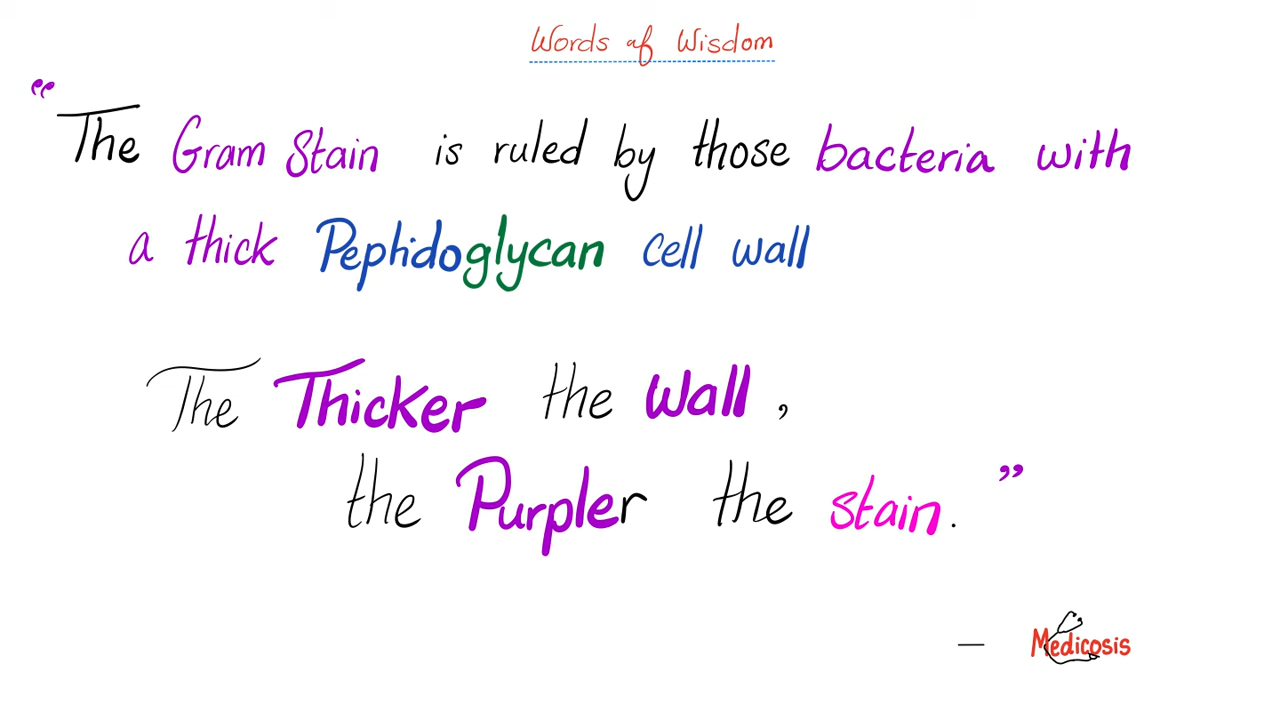 Words of Wisdom
“The Gram Stain is ruled by those bacteria with
a thick Peptidoglycan cell wall
The Thicker the Wall,
the Purpler the stain.”
— Medicosis